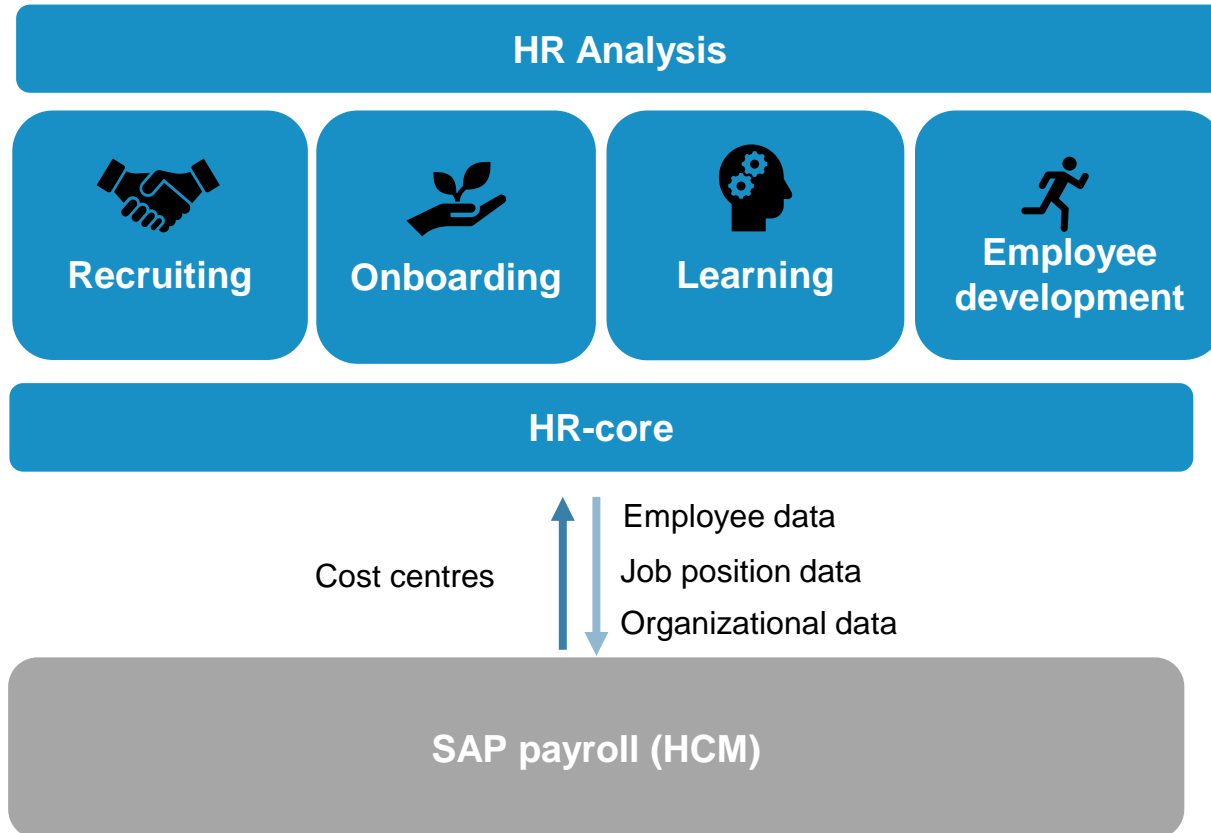 HR Analysis
Recruiting
Onboarding
Learning
Employee
development
HR-core
Cost centres
Employee data
Job position data
Organizational data
SAP payroll (HCM)